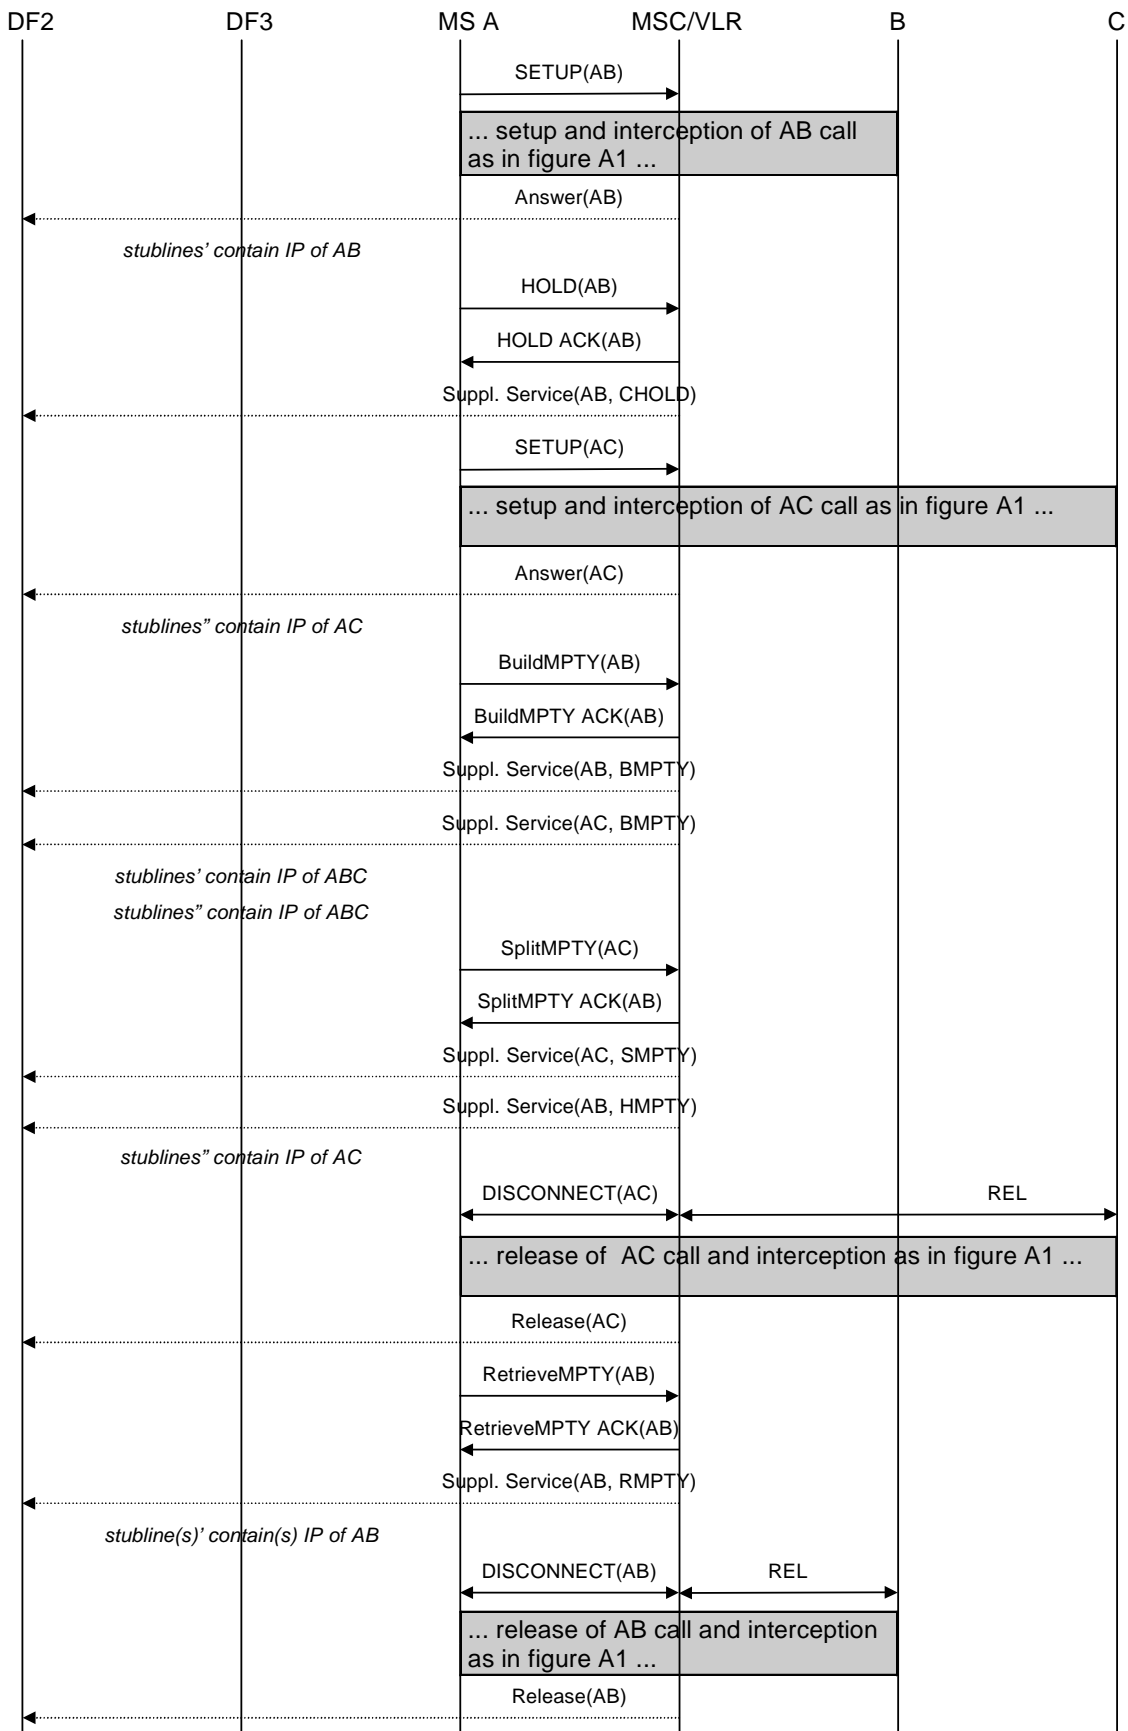 DF2 DF3 MS A MSC/VLR B C
SETUP(AB)
... setup and interception of AB call
as in figure A1 ...
Answer(AB)
stublines’ contain IP of AB
HOLD(AB)
HOLD ACK(AB)
Suppl. Service(AB, CHOLD)
SETUP(AC)
... setup and interception of AC call as in figure A1 ...
Answer(AC)
stublines” contain IP of AC
BuildMPTY(AB)
BuildMPTY ACK(AB)
Suppl. Service(AB, BMPTY)
Suppl. Service(AC, BMPTY)
stublines’ contain IP of ABC
stublines” contain IP of ABC
SplitMPTY(AC)
SplitMPTY ACK(AB)
Suppl. Service(AC, SMPTY)
Suppl. Service(AB, HMPTY)
stublines” contain IP of AC
DISCONNECT(AC) REL
... release of  AC call and interception as in figure A1 ...
Release(AC)
RetrieveMPTY(AB)
RetrieveMPTY ACK(AB)
Suppl. Service(AB, RMPTY)
stubline(s)’ contain(s) IP of AB
DISCONNECT(AB) REL
... release of AB call and interception
as in figure A1 ...
Release(AB)